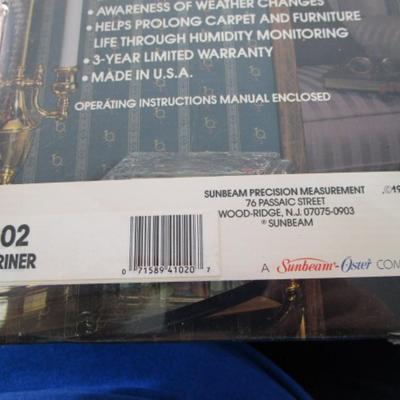 • AWARENESS OF WEATHER CHANGES
• HELPS PROLONG CARPET AND FURNITURE
LIFE THROUGH HUMIDITY MONITORING
• 3-YEAR LIMITED WARRANTY
• MADE IN U.S.A.
OPERATING INSTRUCTIONS MANUAL ENCLOSED
SUNBEAM PRECISION MEASUREMENT
76 PASSAIC STREET
WOOD-RIDGE, N.J. 07075-0903
® SUNBEAM
©19
02
RINER
0 71589 41020 7
A Sunbeam-Oster COM